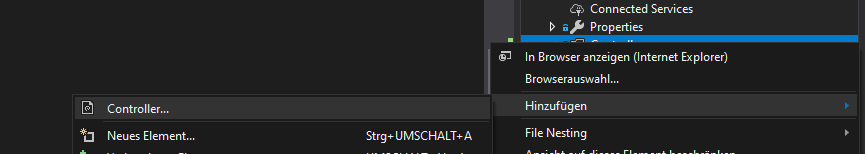 Connected Services
Properties
In Browser anzeigen (Internet Explorer)
Browserauswahl...
Controller...
Hinzufügen
Neues Element...
Strg+UMSCHALT+A
File Nesting